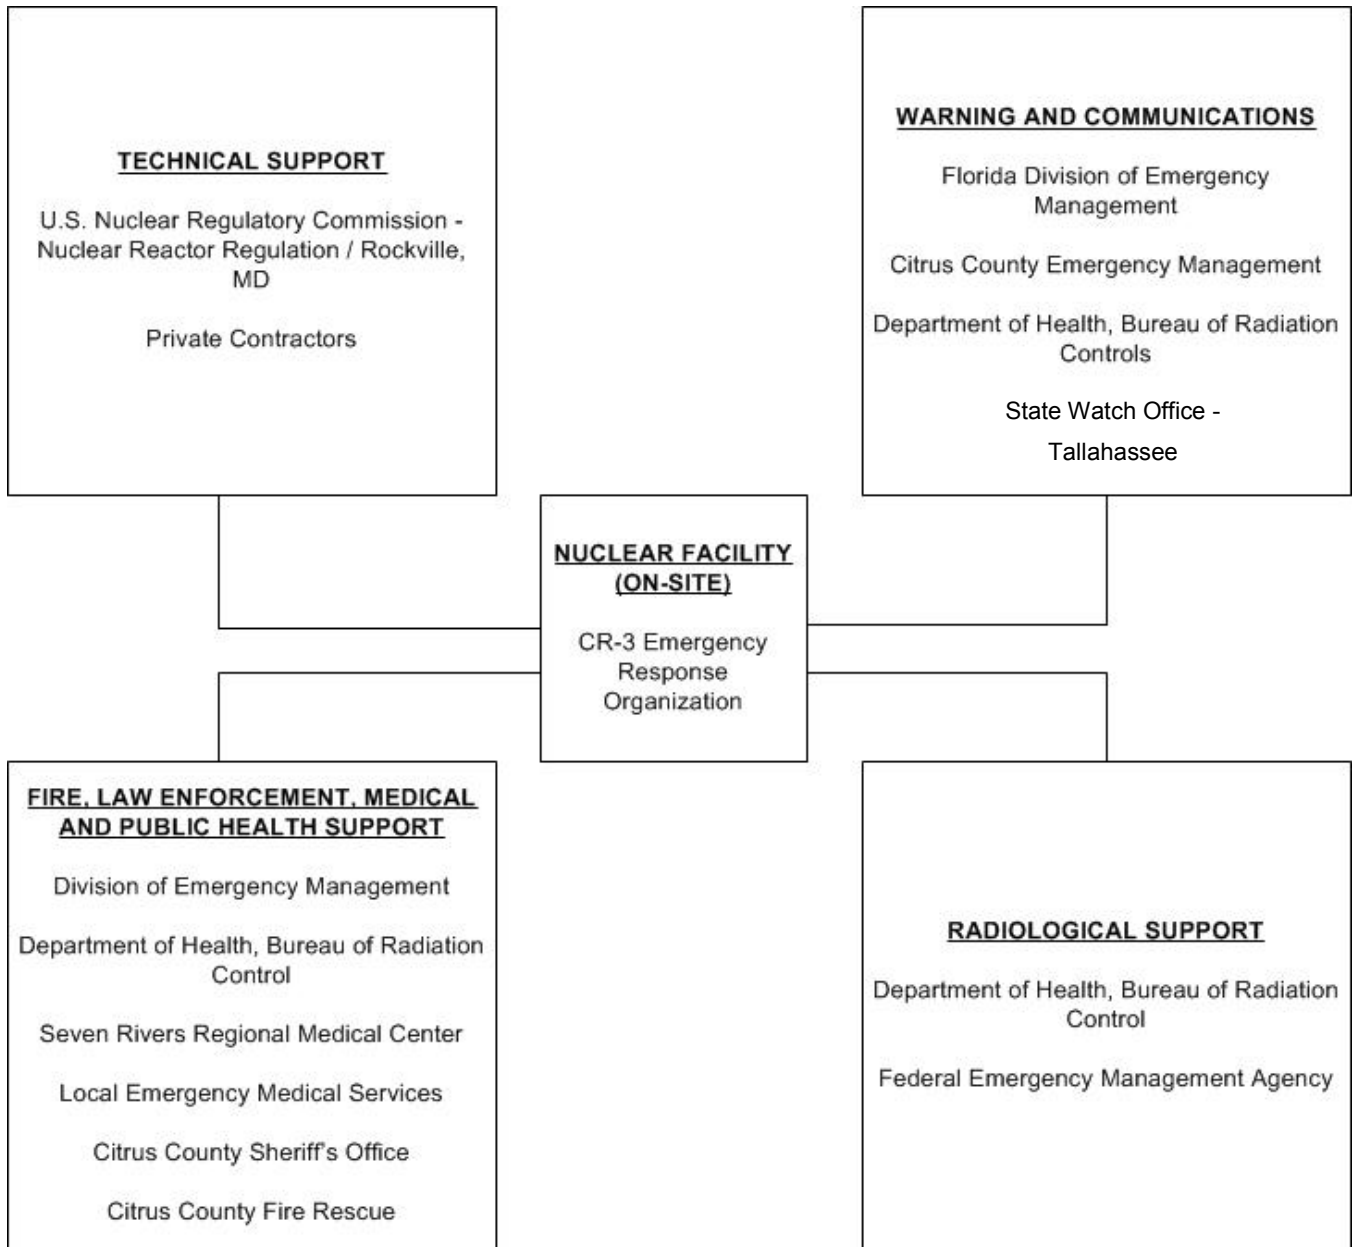 TECHNICAL SUPPORT
U.S. Nuclear Regulatory Commission -
Nuclear Reactor Regulation / Rockville,
MD
Private Contractors
WARNING AND COMMUNICATIONS
Florida Division of Emergency
Management
Citrus County Emergency Management
Department of Health, Bureau of Radiation
Controls
State Watch Office -
Tallahassee
NUCLEAR FACILITY
(ON-SITE)
CR-3 Emergency
Response
Organization
FIRE, LAW ENFORCEMENT, MEDICAL
AND PUBLIC HEALTH SUPPORT
Division of Emergency Management
Department of Health, Bureau of Radiation
Control
Seven Rivers Regional Medical Center
Local Emergency Medical Services
Citrus County Sheriff's Office
Citrus County Fire Rescue
RADIOLOGICAL SUPPORT
Department of Health, Bureau of Radiation
Control
Federal Emergency Management Agency